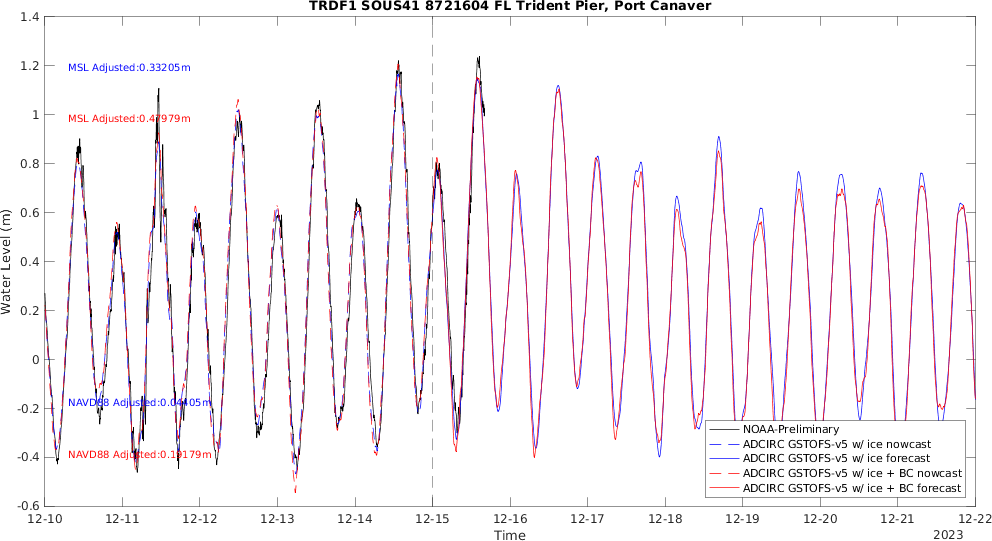 TRDF1 SOUS41 8721604 FL Trident Pier, Port Canaver
1.4
1.2
1
0.8
0.6
0.4
0.2
0
-0.2
-0.4
-0.6
Water Level (m)
MSL Adjusted:0.33205m
MSL Adjusted:0.47979m
NAVD88 Adjusted:0.04405m
NAVD88 Adjusted:0.19179m
NOAA-Preliminary
ADCIRC GSTOFS-v5 w/ ice nowcast
ADCIRC GSTOFS-v5 w/ ice forecast
ADCIRC GSTOFS-v5 w/ ice + BC nowcast
ADCIRC GSTOFS-v5 w/ ice + BC forecast
12-10 12-11 12-12 12-13 12-14 12-15 12-16 12-17 12-18 12-19 12-20 12-21 12-22
Time
2023